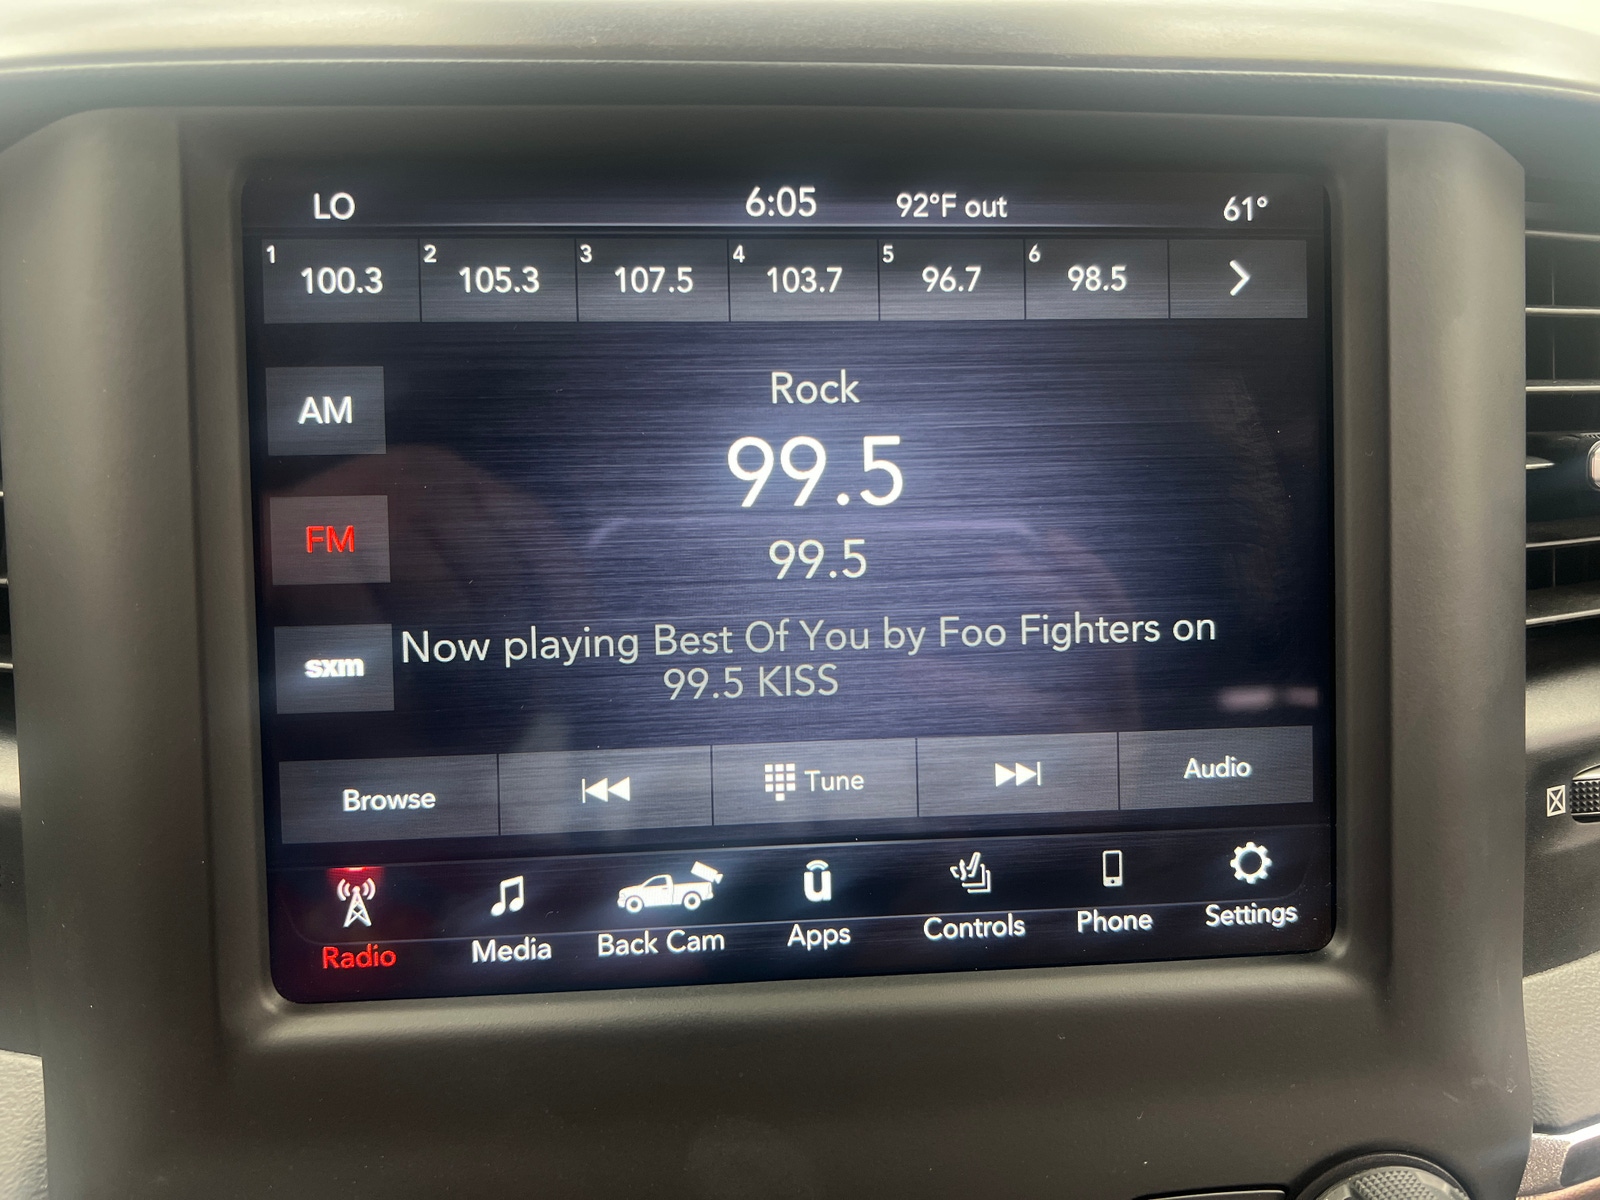 LO 6:05 92°F out 61°
1 100.3 2 105.3 3 107.5 4 103.7 5 96.7 6 98.5
Rock
AM
99.5
FM
99.5
sxm
Now playing Best Of You by Foo Fighters on
99.5 KISS
Browse Tune Audio
Radio Media Back Cam Apps Controls Phone Settings